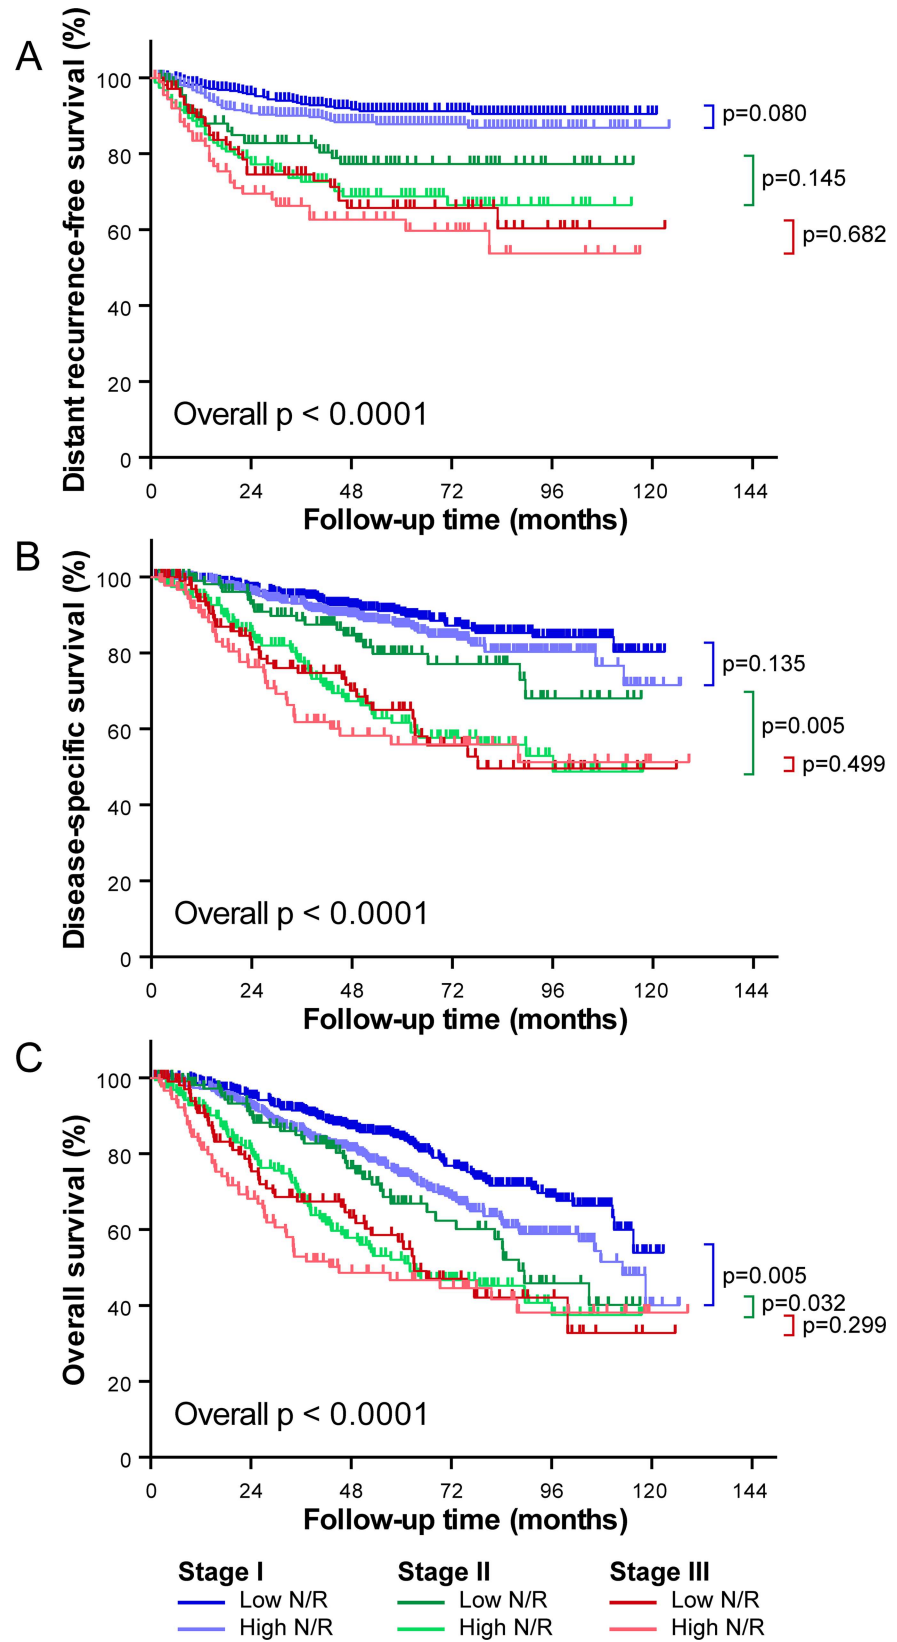 A
Distant recurrence-free survival (%)
100
80
60
40
20
0
p=0.080
p=0.145
p=0.682
Overall p < 0.0001
0 24 48 72 96 120 144
Follow-up time (months)
B
Disease-specific survival (%)
100
80
60
40
20
0
p=0.135
p=0.005
p=0.499
Overall p < 0.0001
0 24 48 72 96 120 144
Follow-up time (months)
C
Overall survival (%)
100
80
60
40
20
0
p=0.005
p=0.032
p=0.299
Overall p < 0.0001
0 24 48 72 96 120 144
Follow-up time (months)
Stage I Stage II Stage III
Low N/R Low N/R Low N/R
High N/R High N/R High N/R